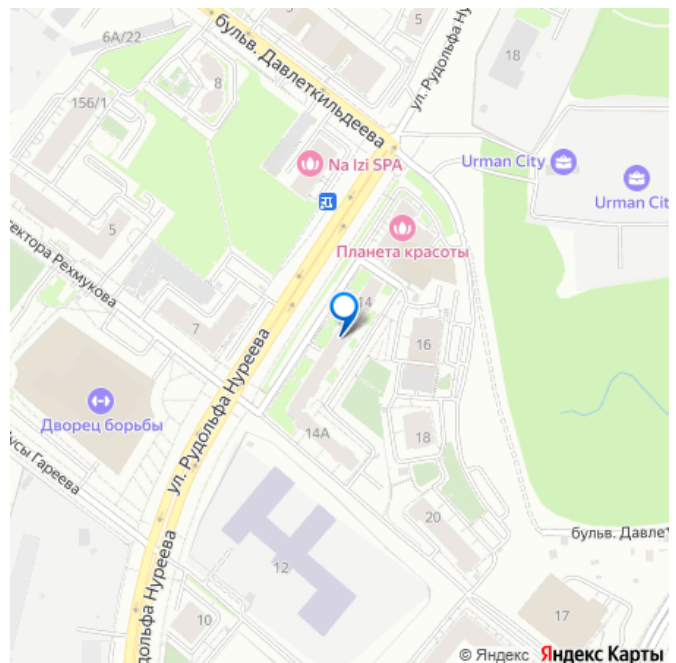 6А/22
бульв. Давлеткильдеева
5
ул. Рудольфа Ну
18
8
156/1
Na Izi SPA
Urman City
Urman Cit
Планета красоты
5
тектора Рехмукова
14
7
16
Дворец борьбы
ул. Рудольфа Нуреева
14А
18
усы Гареева
20
бульв. Давле
12
дольфа Нуреева
10
17
© Яндекс Яндекс Карты